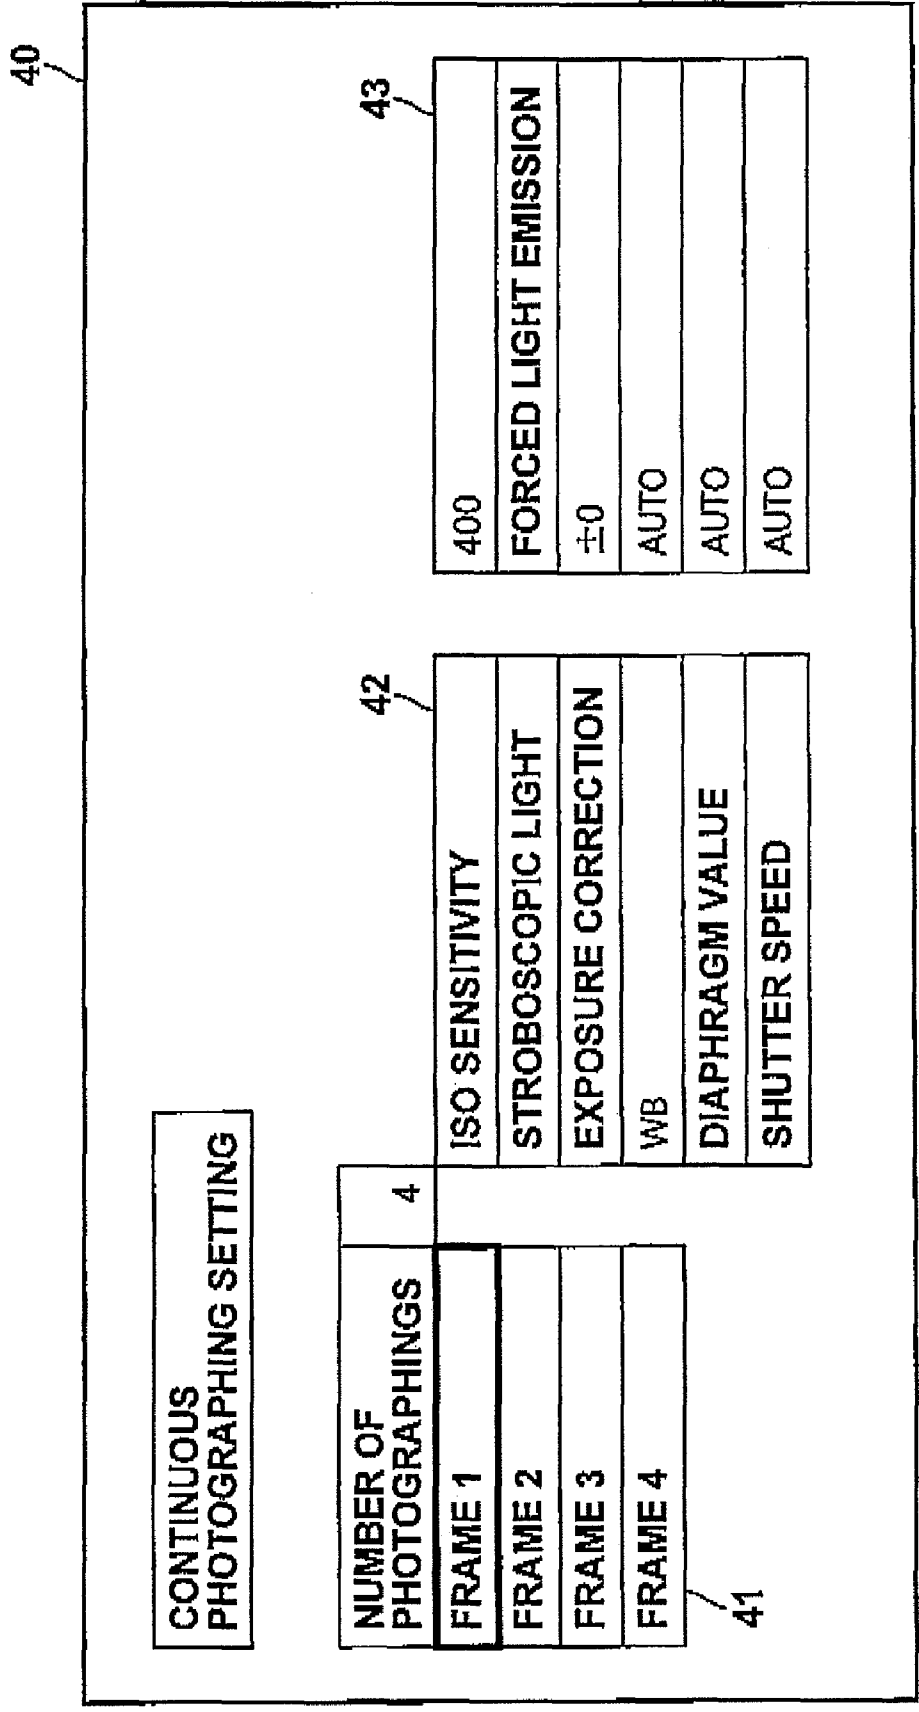 40
CONTINUOUS
PHOTOGRAPHING SETTING
NUMBER OF
PHOTOGRAPHINGS
4
FRAME 1
FRAME 2
FRAME 3
FRAME 4
41
42
ISO SENSITIVITY
STROBOSCOPIC LIGHT
EXPOSURE CORRECTION
WB
DIAPHRAGM VALUE
SHUTTER SPEED
43
400
FORCED LIGHT EMISSION
±0
AUTO
AUTO
AUTO